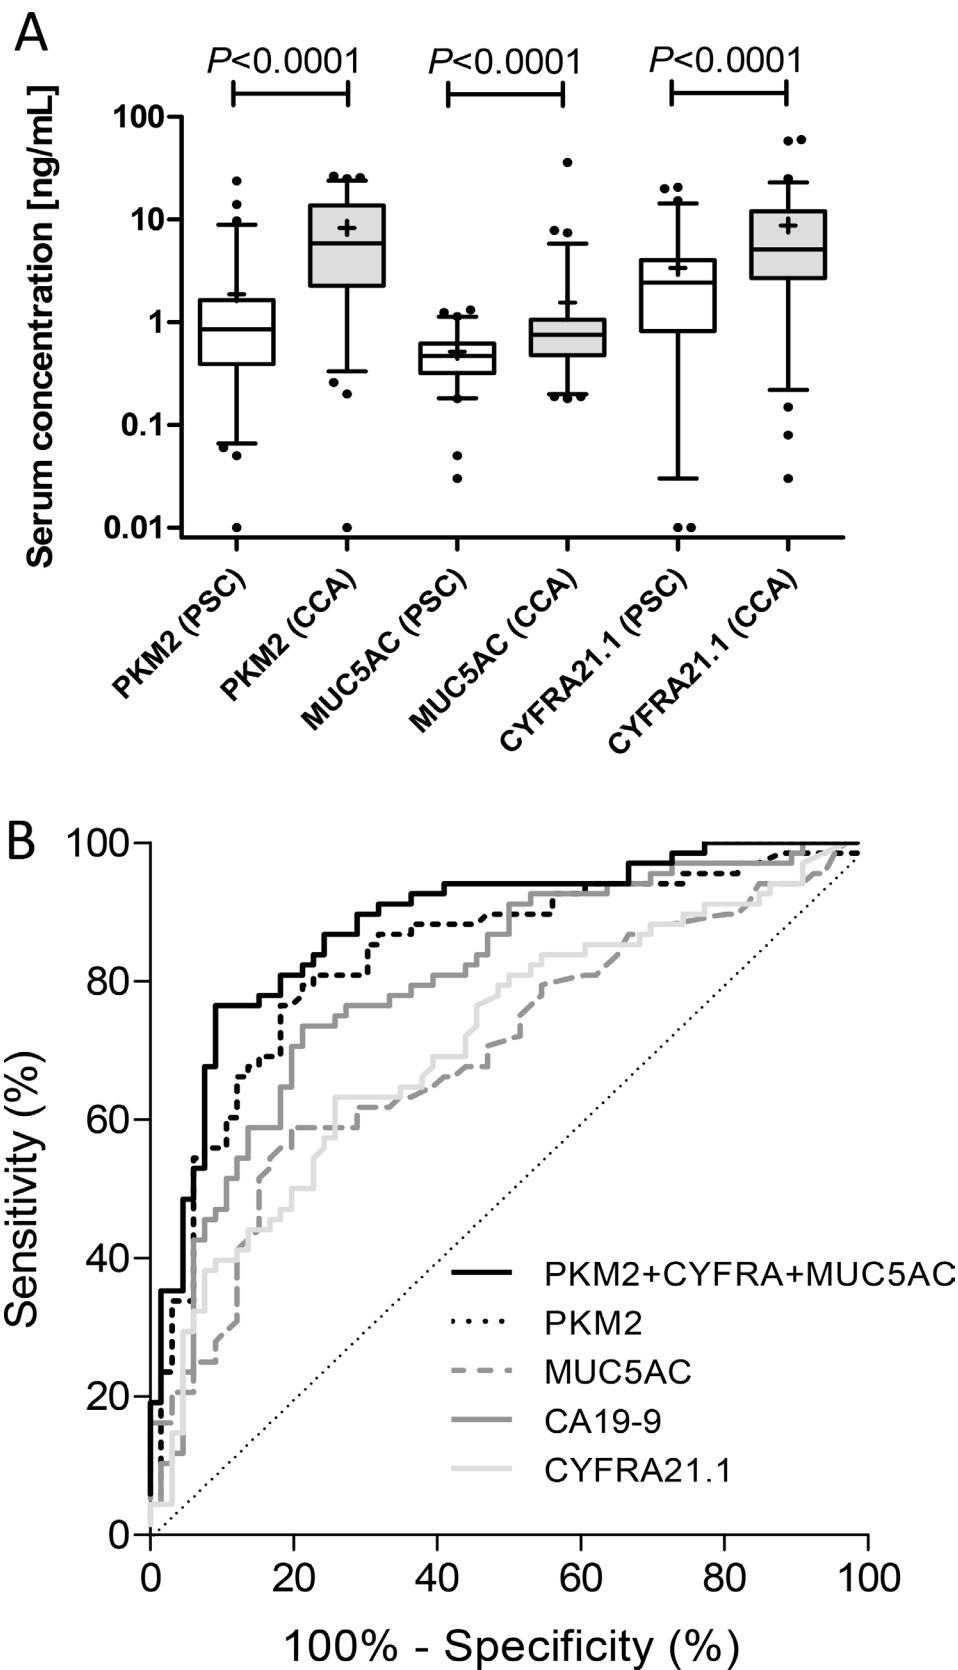 A
P<0.0001 P<0.0001 P<0.0001
Serum concentration [ng/mL]
100
10
1
0.1
0.01
PKM2 (PSC)
PKM2 (CCA)
MUC5AC (PSC)
MUC5AC (CCA)
CYFRA21.1 (PSC)
CYFRA21.1 (CCA)
B
Sensitivity (%)
100
80
60
40
20
0
PKM2+CYFRA+MUC5AC
PKM2
MUC5AC
CA19-9
CYFRA21.1
0 20 40 60 80 100
100% - Specificity (%)